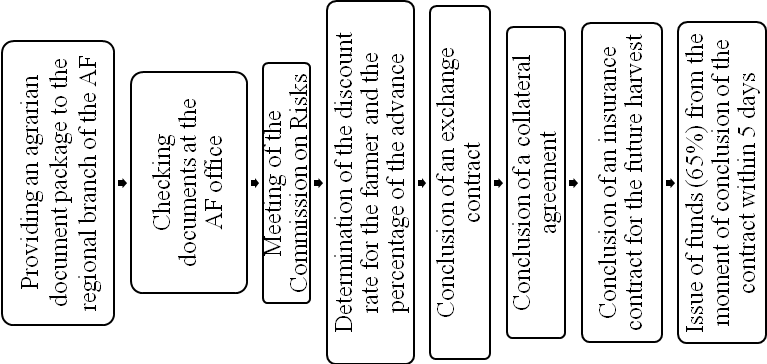 Providing an agrarian
document package to the
regional branch of the AF
Checking
documents at the
AF office
Meeting of the
Commission on Risks
Determination of the discount
rate for the farmer and the
percentage of the advance
Conclusion of an exchange
contract
Conclusion of a collateral
agreement
Conclusion of an insurance
contract for the future harvest
Issue of funds (65%) from the
moment of conclusion of the
contract within 5 days